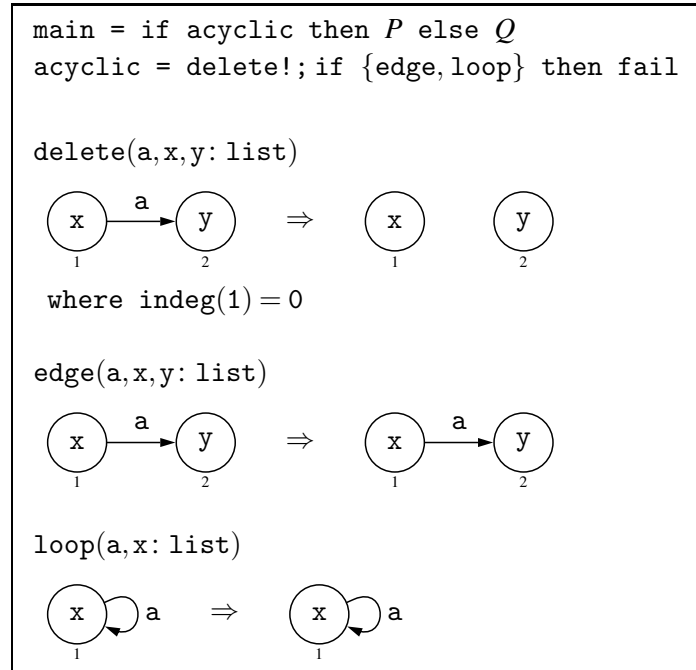 main = if acyclic then P else Q
acyclic = delete!; if {edge, loop} then fail
delete(a,x,y: list)
x a y ⇒ x y
1 2 1 2
where indeg(1) = 0
edge(a,x,y: list)
x a y ⇒ x a y
1 2 1 2
loop(a,x: list)
x a ⇒ x a
1 1